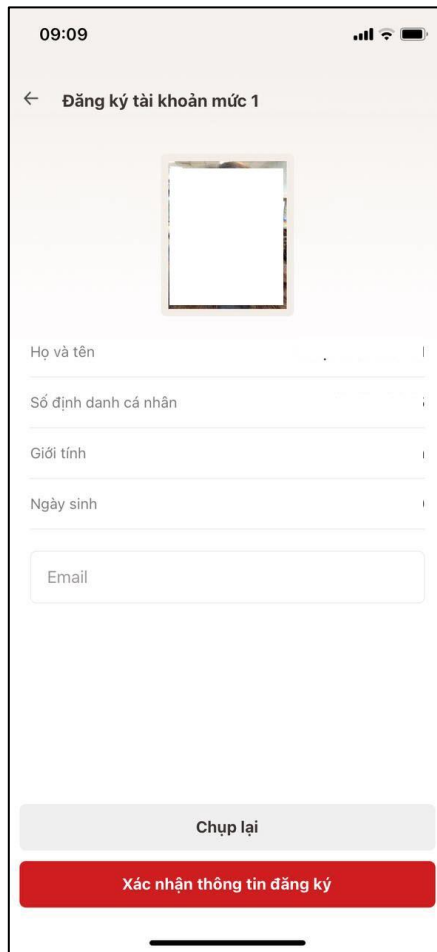 09:09
Đăng ký tài khoản mức 1
Họ và tên
Số định danh cá nhân
Giới tính
Ngày sinh
Email
Chụp lại
Xác nhận thông tin đăng ký